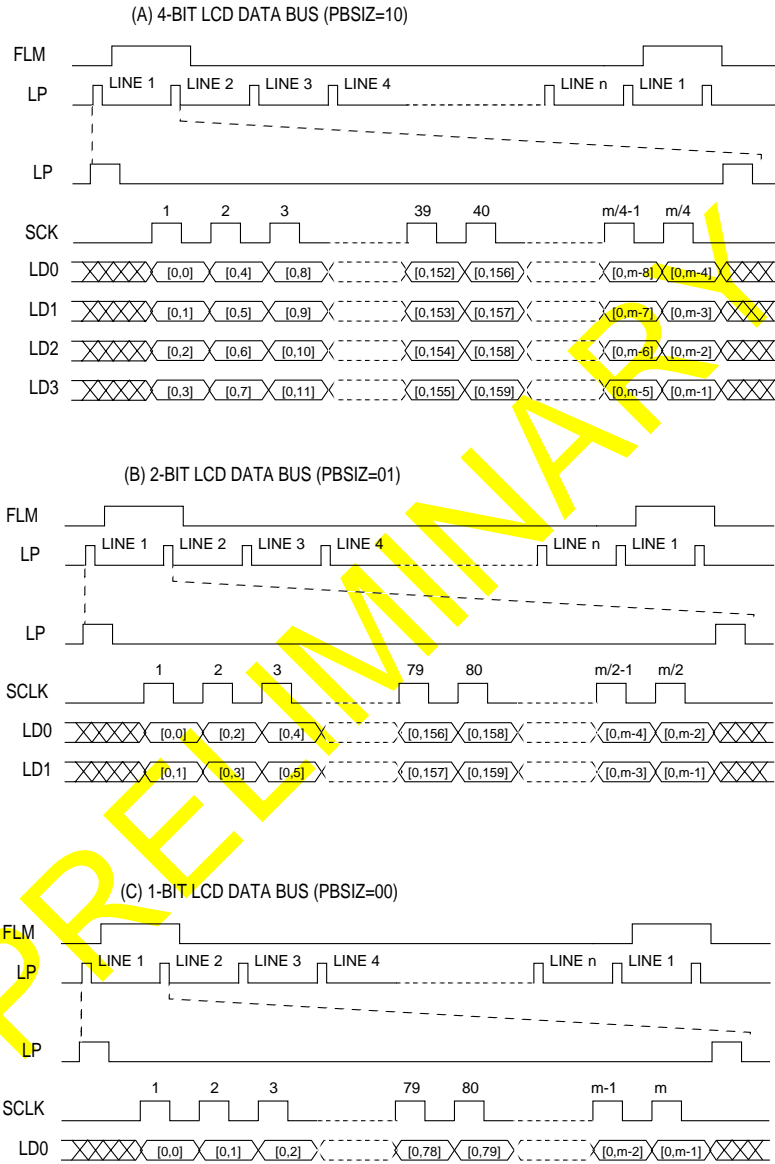 (A) 4-BIT LCD DATA BUS (PBSIZ=10)
FLM
LP LINE 1 LINE 2 LINE 3 LINE 4 LINE n LINE 1
LP
1 2 3 39 40 m/4-1 m/4
SCK
LD0 [0,0] [0,4] [0,8] [0,152] [0,156] [0,m-8] [0,m-4]
LD1 [0,1] [0,5] [0,9] [0,153] [0,157] [0,m-7] [0,m-3]
LD2 [0,2] [0,6] [0,10] [0,154] [0,158] [0,m-6] [0,m-2]
LD3 [0,3] [0,7] [0,11] [0,155] [0,159] [0,m-5] [0,m-1]
(B) 2-BIT LCD DATA BUS (PBSIZ=01)
FLM
LP LINE 1 LINE 2 LINE 3 LINE 4 LINE n LINE 1
LP
1 2 3 79 80 m/2-1 m/2
SCLK
LD0 [0,0] [0,2] [0,4] [0,156] [0,158] [0,m-4] [0,m-2]
LD1 [0,1] [0,3] [0,5] [0,157] [0,159] [0,m-3] [0,m-1]
(C) 1-BIT LCD DATA BUS (PBSIZ=00)
FLM
LP LINE 1 LINE 2 LINE 3 LINE 4 LINE n LINE 1
LP
1 2 3 79 80 m-1 m
SCLK
LD0 [0,0] [0,1] [0,2] [0,78] [0,79] [0,m-2] [0,m-1]
PRELIMINARY